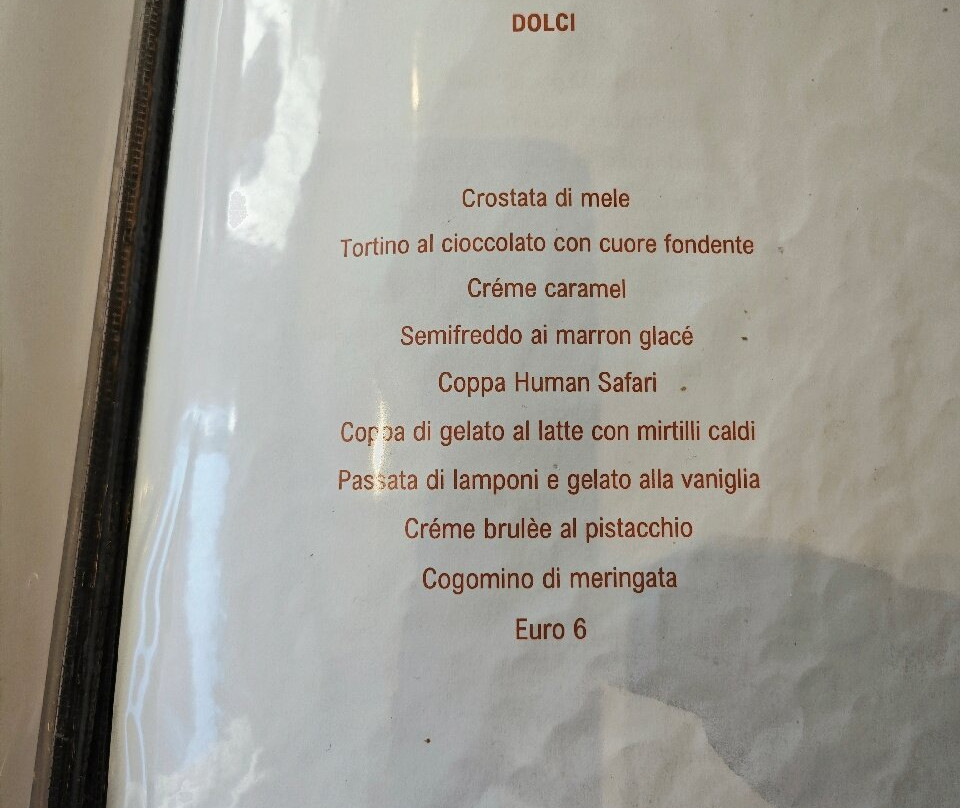 DOLCI
Crostata di mele
Tortino al cioccolato con cuore fondente
Créme caramel
Semifreddo ai marron glacé
Coppa Human Safari
Coppa di gelato al latte con mirtilli caldi
Passata di lamponi e gelato alla vaniglia
Créme brulèe al pistacchio
Cogomino di meringata
Euro 6